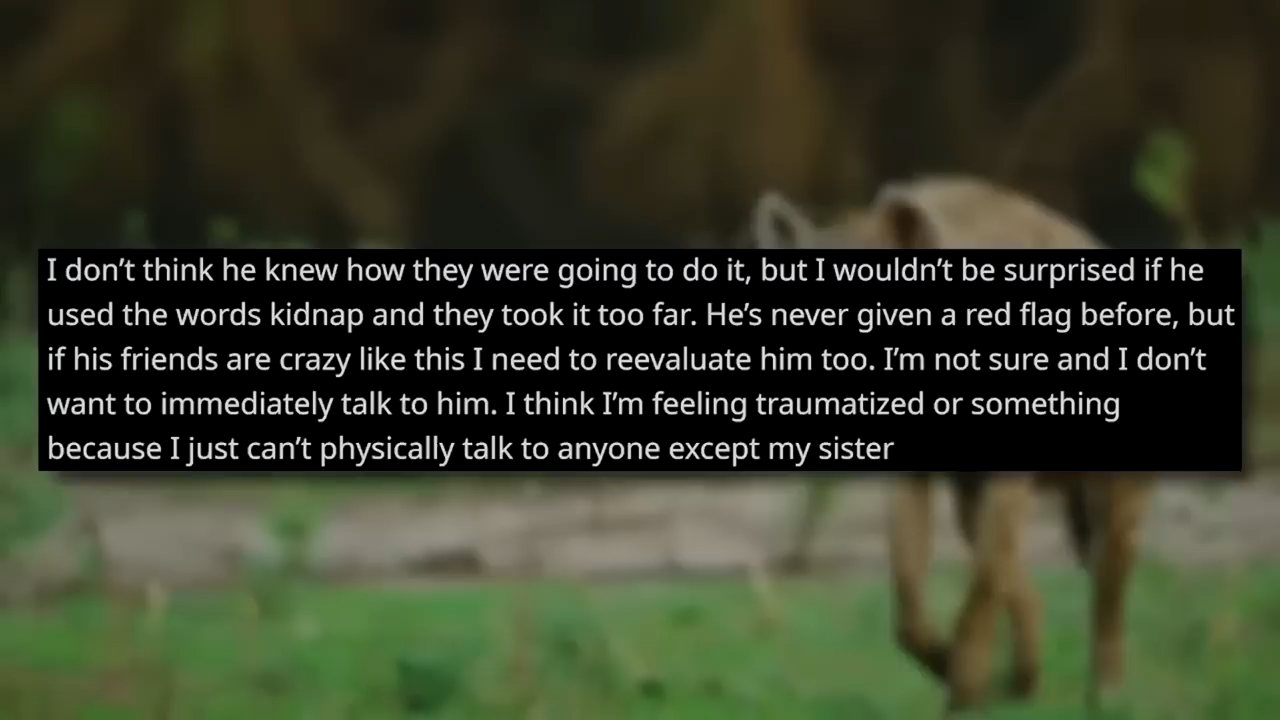 I don’t think he knew how they were going to do it, but I wouldn’t be surprised if he
used the words kidnap and they took it too far. He’s never given a red flag before, but
if his friends are crazy like this I need to reevaluate him too. I’m not sure and I don’t
want to immediately talk to him. I think I’m feeling traumatized or something
because I just can’t physically talk to anyone except my sister